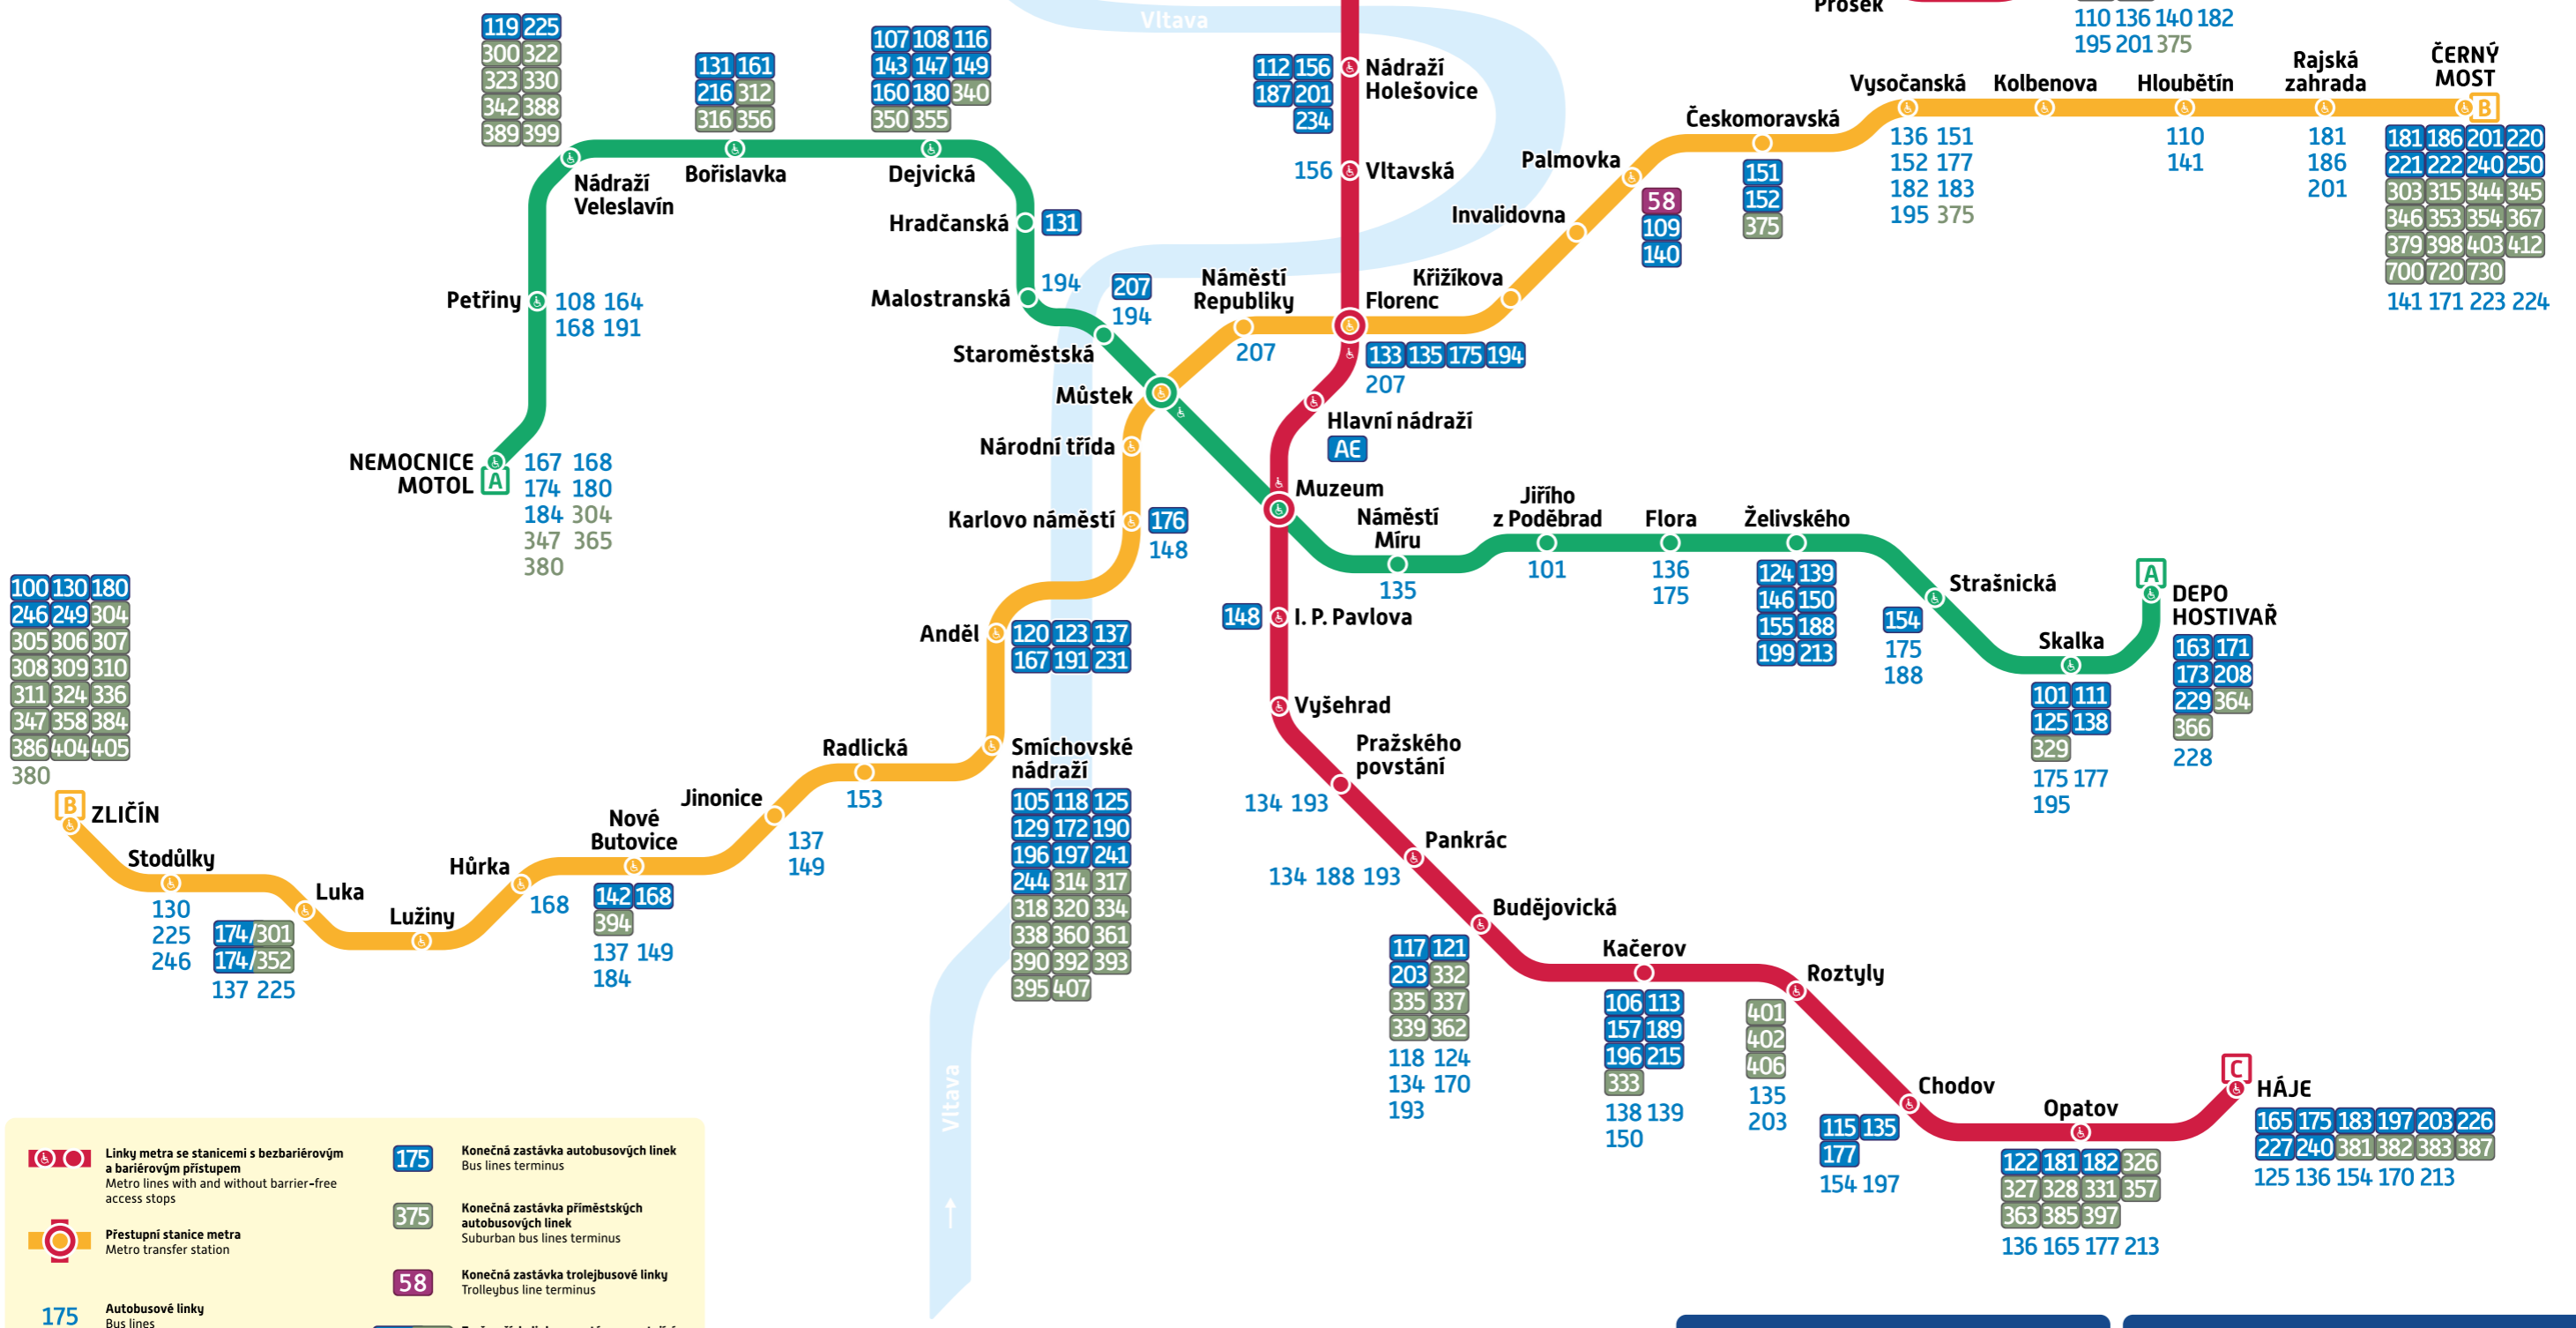 Vltava
Prosek
110 136 140 182
195 201 375
119 225
300 322
323 330
342 388
389 399
Nádraží
Veleslavín
131 161
216 312
316 356
Bořislavka
107 108 116
143 147 149
160 180 340
350 355
Dejvická
Hradčanská
131
Malostranská
194
207
194
Staroměstská
Petřiny
108 164
168 191
NEMOCNICE
MOTOL
A
167 168
174 180
184 304
347 365
380
112 156
187 201
234
Nádraží
Holešovice
156
Vltavská
Náměstí
Republiky
207
Florenc
133 135 175 194
207
Křižíkova
Invalidovna
Palmovka
58
109
140
Českomoravská
151
152
375
Vysočanská
136 151
152 177
182 183
195 375
Kolbenova
Hloubětín
110
141
Rajská
zahrada
181
186
201
ČERNÝ
MOST
B
181 186 201 220
221 222 240 250
303 315 344 345
346 353 354 367
379 398 403 412
700 720 730
141 171 223 224
Můstek
Národní třída
Karlovo náměstí
176
148
Hlavní nádraží
AE
Muzeum
Náměstí
Míru
135
Jiřího
z Poděbrad
101
Flora
136
175
Želivského
124 139
146 150
155 188
199 213
Strašnická
154
175
188
Skalka
101 111
125 138
329
175 177
195
A
DEPO
HOSTIVAŘ
163 171
173 208
229 364
366
228
148
I. P. Pavlova
Vyšehrad
Pražského
povstání
134 193
Pankrác
134 188 193
Budějovická
117 121
203 332
335 337
339 362
118 124
134 170
193
Kačerov
106 113
157 189
196 215
333
138 139
150
Roztyly
401
402
406
135
203
Chodov
115 135
177
154 197
Opatov
122 181 182 326
327 328 331 357
363 385 397
136 165 177 213
C
HÁJE
165 175 183 197 203 226
227 240 381 382 383 387
125 136 154 170 213
Anděl
120 123 137
167 191 231
Smíchovské
nádraží
105 118 125
129 172 190
196 197 241
244 314 317
318 320 334
338 360 361
390 392 393
395 407
Radlická
153
Jinonice
137
149
Nové
Butovice
142 168
394
137 149
184
Hůrka
168
Lužiny
Luka
174/301
174/352
137 225
Stodůlky
130
225
246
100 130 180
246 249 304
305 306 307
308 309 310
311 324 336
347 358 384
386 404 405
380
B
ZLIČÍN
Vltava
→
Linky metra se stanicemi s bezbariérovým
a bariérovým přístupem
Metro lines with and without barrier-free
access stops
Přestupní stanice metra
Metro transfer station
175
Autobusové linky
Bus lines
175
Konečná zastávka autobusových linek
Bus lines terminus
375
Konečná zastávka příměstských
autobusových linek
Suburban bus lines terminus
58
Konečná zastávka trolejbusové linky
Trolleybus line terminus